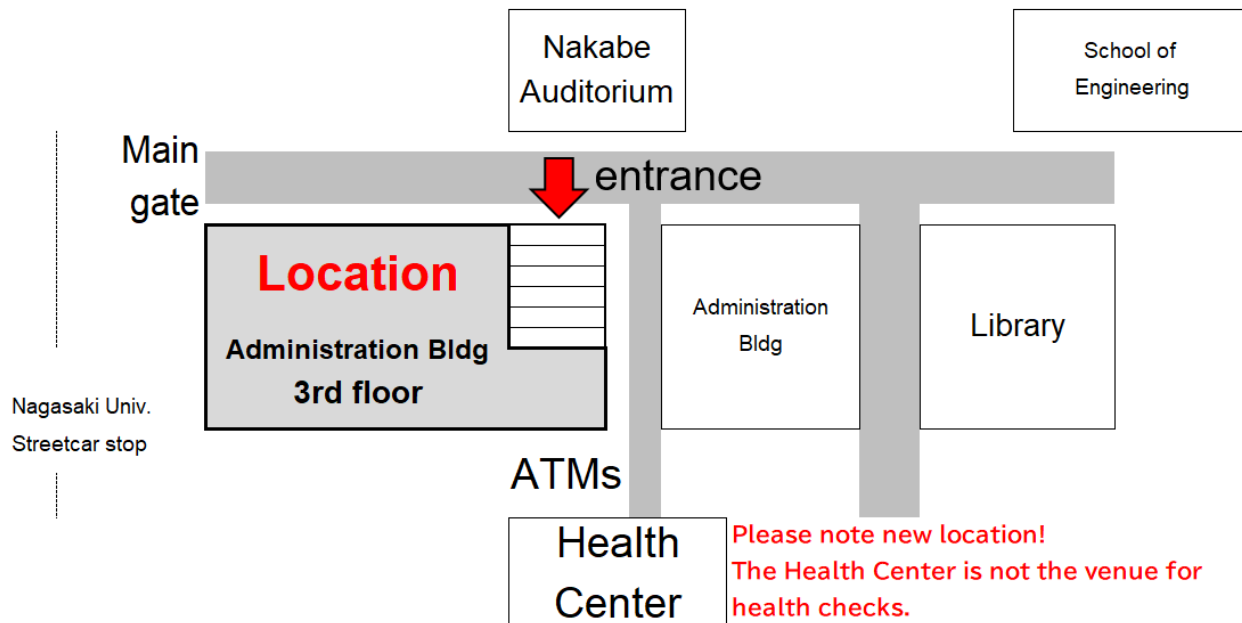 Nakabe
Auditorium
School of
Engineering
Main
gate
entrance
Location
Administration Bldg
3rd floor
Administration
Bldg
Library
Nagasaki Univ.
Streetcar stop
ATMs
Health
Center
Please note new location!
The Health Center is not the venue for
health checks.